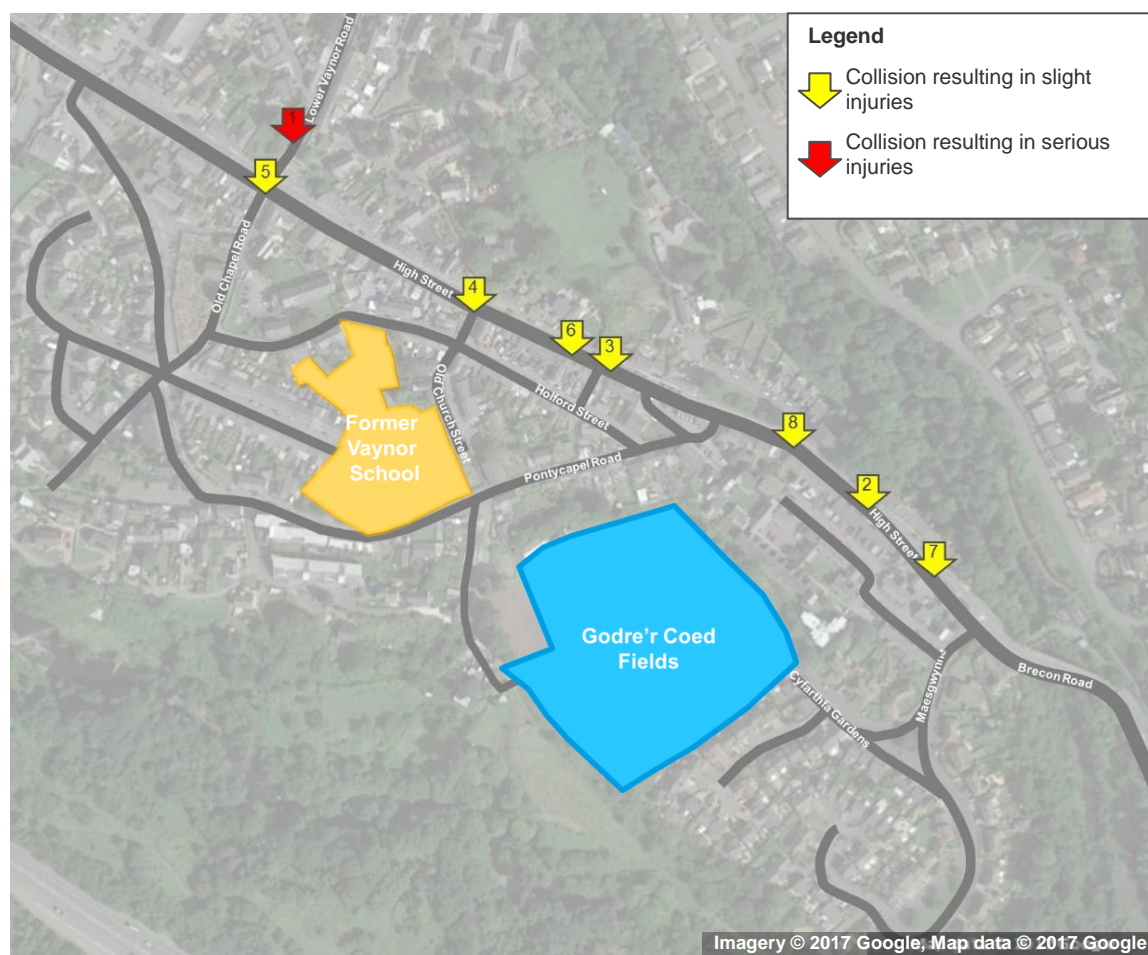 Legend
Collision resulting in slight
injuries
Collision resulting in serious
injuries
Lower Vaynor Road
1
5
Old Chapel Road
High Street
4
6
3
Old Church Street
Holford Street
Former
Vaynor
School
Pontycapel Road
8
2
High Street
7
Godre'r Coed
Fields
Cyfarthfa Gardens
Maesgwynne
Brecon Road
Imagery © 2017 Google, Map data © 2017 Google